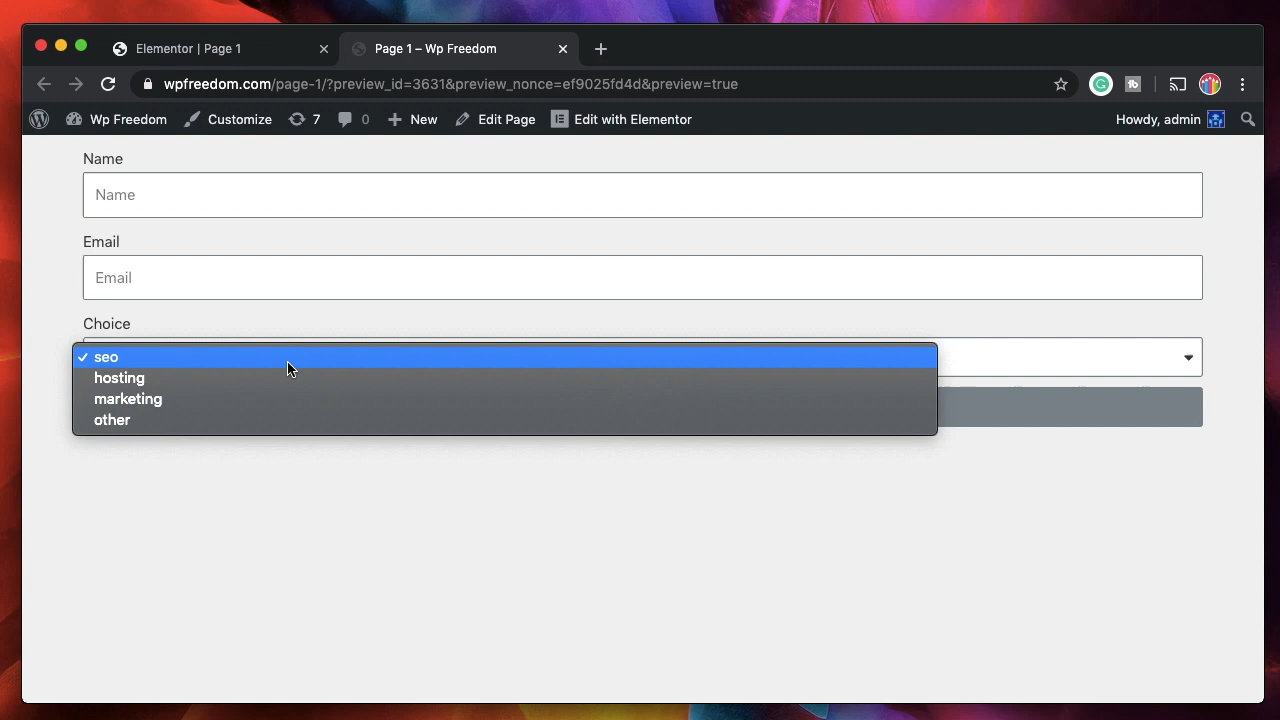 Elementor | Page 1
Page 1 – Wp Freedom
wpfreedom.com/page-1/?preview_id=3631&preview_nonce=ef9025fd4d&preview=true
Wp Freedom Customize 7 0 New Edit Page Edit with Elementor Howdy, admin
Name
Name
Email
Email
Choice
seo
hosting
marketing
other